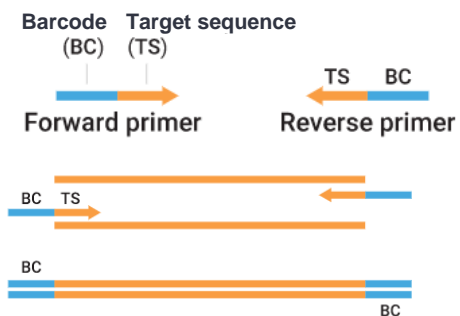 Barcode Target sequence
(BC) (TS)
TS BC
Forward primer Reverse primer
BC TS
BC
BC